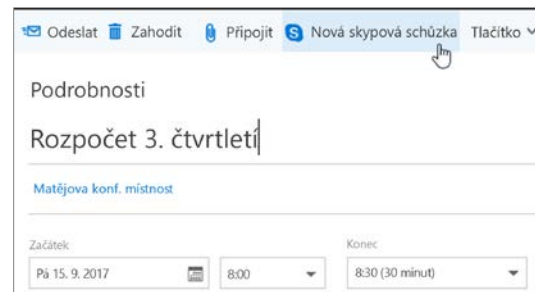 Odeslat Zahodit Připojit Nová skypová schůzka Tlačítko
Podrobnosti
Rozpočet 3. čtvrtletí
Matějova konf. místnost
Začátek Konec
Pá 15. 9. 2017 8:00 8:30 (30 minut)